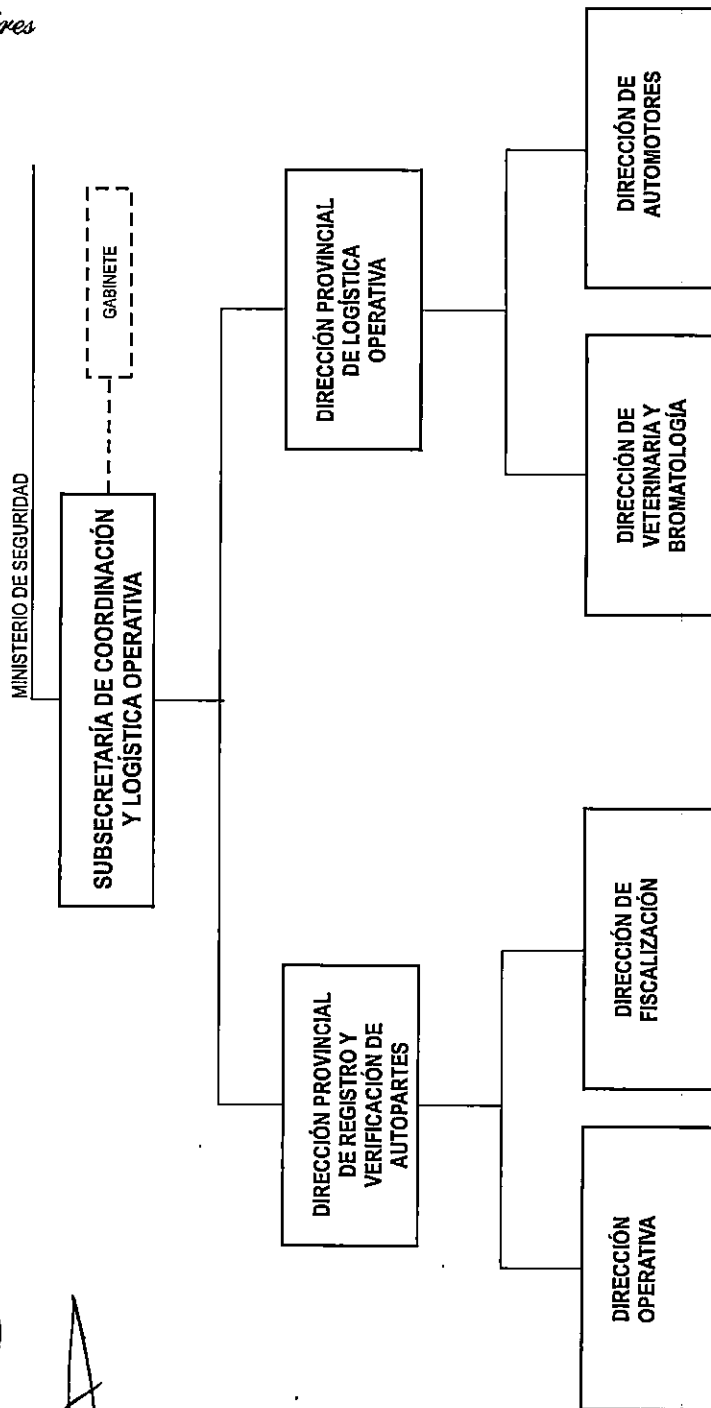 MINISTERIO DE SEGURIDAD
SUBSECRETARÍA DE COORDINACIÓN
Y LOGÍSTICA OPERATIVA
GABINETE
DIRECCIÓN PROVINCIAL
DE REGISTRO Y
VERIFICACIÓN DE
AUTOPARTES
DIRECCIÓN PROVINCIAL
DE LOGÍSTICA
OPERATIVA
DIRECCIÓN
OPERATIVA
DIRECCIÓN DE
FISCALIZACIÓN
DIRECCIÓN DE
VETERINARIA Y
BROMATOLOGÍA
DIRECCIÓN DE
AUTOMOTORES